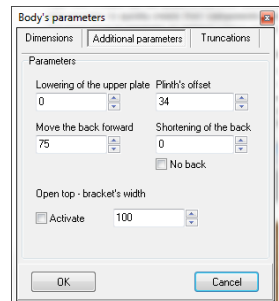 Body's parameters
Dimensions Additional parameters Truncations
Parameters
Lowering of the upper plate Plinth's offset
0 34
Move the back forward Shortening of the back
75 0
No back
Open top - bracket's width
Activate 100
OK Cancel